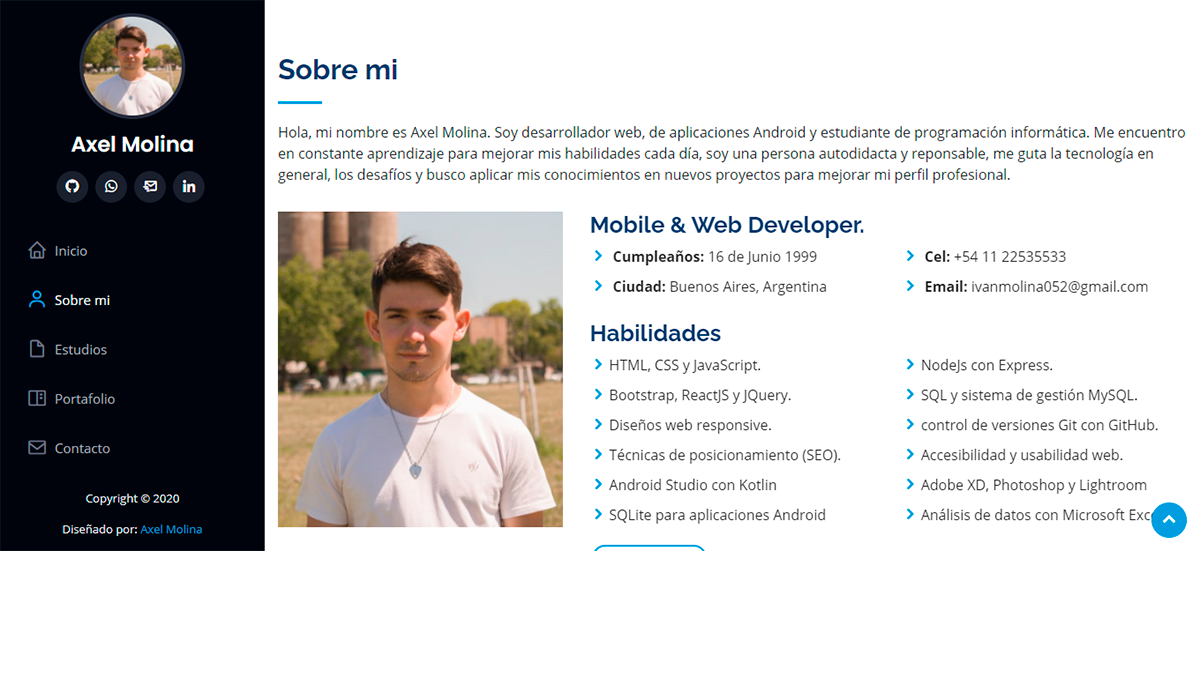 Axel Molina
Inicio
Sobre mi
Estudios
Portafolio
Contacto
Copyright © 2020
Diseñado por: Axel Molina
Sobre mi
Hola, mi nombre es Axel Molina. Soy desarrollador web, de aplicaciones Android y estudiante de programación informática. Me encuentro
en constante aprendizaje para mejorar mis habilidades cada día, soy una persona autodidacta y reponsable, me guta la tecnología en
general, los desafíos y busco aplicar mis conocimientos en nuevos proyectos para mejorar mi perfil profesional.
Mobile & Web Developer.
Cumpleaños: 16 de Junio 1999
Cel: +54 11 22535533
Ciudad: Buenos Aires, Argentina
Email: ivanmolina052@gmail.com
Habilidades
HTML, CSS y JavaScript.
NodeJs con Express.
Bootstrap, ReactJS y JQuery.
SQL y sistema de gestión MySQL.
Diseños web responsive.
control de versiones Git con GitHub.
Técnicas de posicionamiento (SEO).
Accesibilidad y usabilidad web.
Android Studio con Kotlin
Adobe XD, Photoshop y Lightroom
SQLite para aplicaciones Android
Análisis de datos con Microsoft